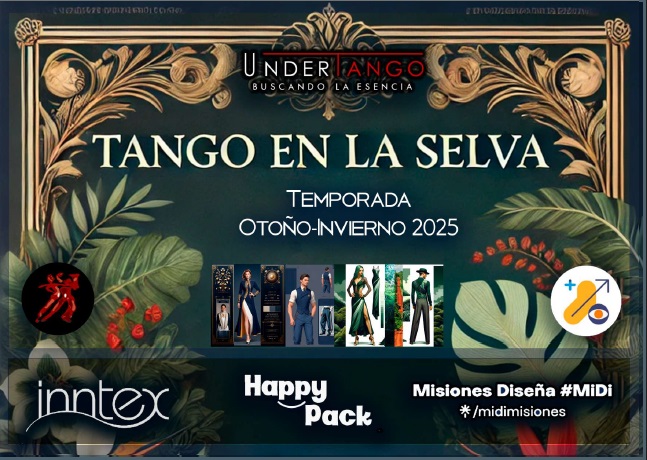 UNDERTANGO
BUSCANDO LA ESENCIA
TANGO EN LA SELVA
TEMPORADA
OTOÑO-INVIERNO 2025
inntex
Happy
Pack
Misiones Diseña #MiDi
/midimisiones